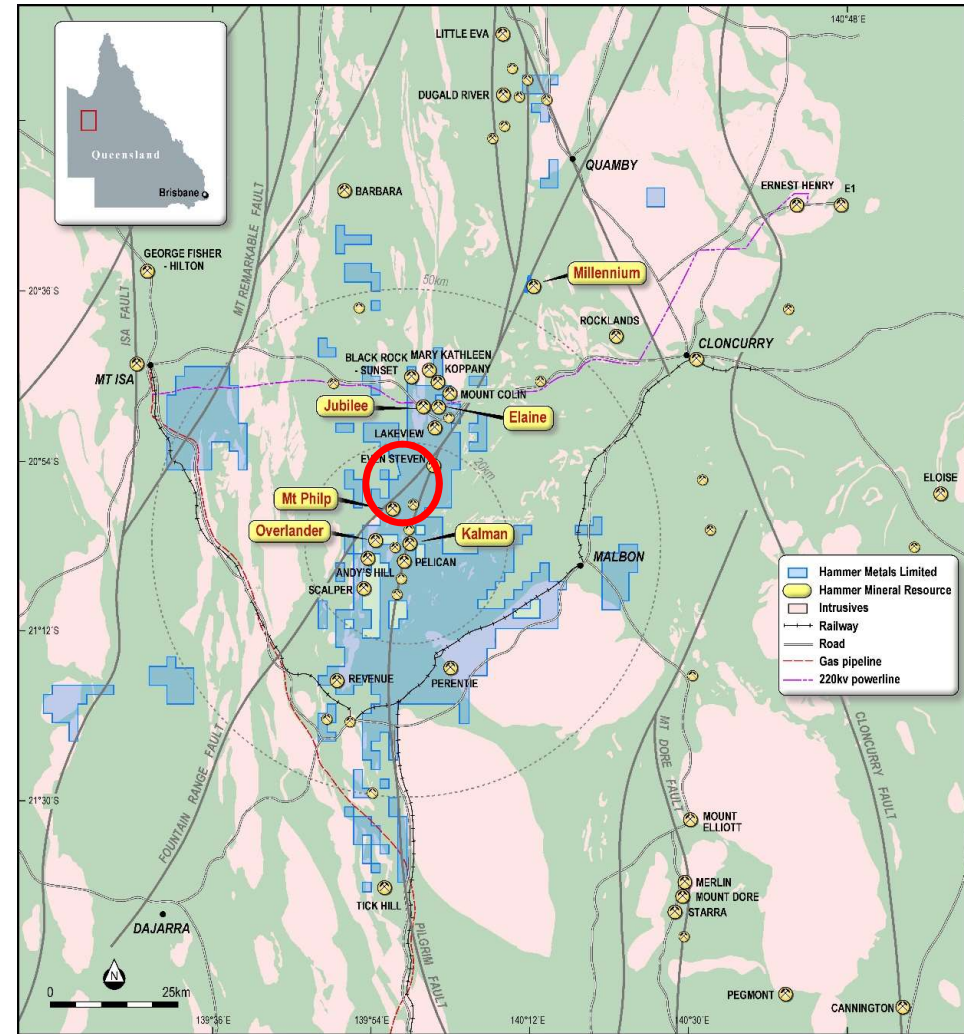 140°48'E
LITTLE EVA
DUGALD RIVER
QUAMBY
Queensland
Brisbane
BARBARA
ERNEST HENRY
E1
MT REMARKABLE FAULT
GEORGE FISHER
- HILTON
Millennium
20°36'S
50km
ISA FAULT
ROCKLANDS
CLONCURRY
MT ISA
BLACK ROCK
- SUNSET
MARY KATHLEEN
KOPPANY
MOUNT COLIN
Jubilee
Elaine
LAKEVIEW
EVEN STEVEN
20°54'S
20km
ELOISE
Mt Philp
Overlander
Kalman
MALBON
ANDY'S HILL
PELICAN
SCALPER
Hammer Metals Limited
Hammer Mineral Resource
Intrusives
Railway
Road
Gas pipeline
220kv powerline
21°12'S
REVENUE
PERENTIE
MT DORE FAULT
CLONCURRY FAULT
FOUNTAIN RANGE FAULT
21°30'S
MOUNT
ELLIOTT
MERLIN
MOUNT DORE
STARRA
TICK HILL
DAJARRA
PILGRIM FAULT
N
0 25km
PEGMONT
CANNINGTON
139°36'E
139°54'E
140°12'E
140°30'E